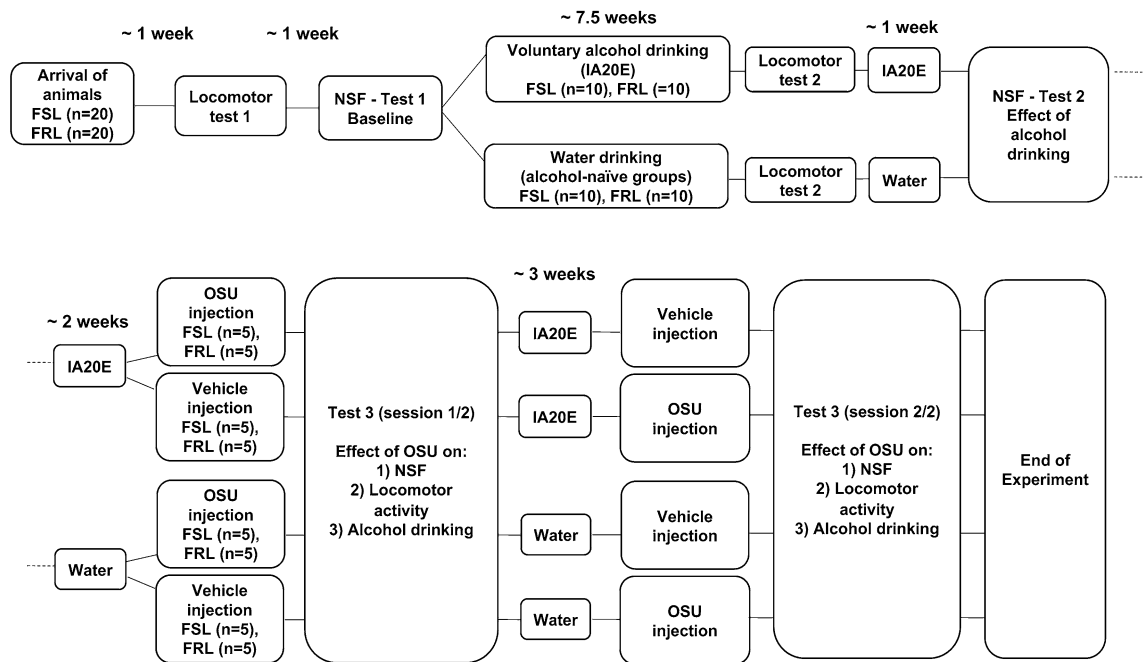 ~ 1 week
~ 1 week
~ 7.5 weeks
~ 1 week
Arrival of
animals
FSL (n=20)
FRL (n=20)
Locomotor
test 1
NSF - Test 1
Baseline
Voluntary alcohol drinking
(IA20E)
FSL (n=10), FRL (=10)
Locomotor
test 2
IA20E
Water drinking
(alcohol-naïve groups)
FSL (n=10), FRL (n=10)
Locomotor
test 2
Water
NSF - Test 2
Effect of
alcohol
drinking
~ 2 weeks
IA20E
OSU
injection
FSL (n=5),
FRL (n=5)
Vehicle
injection
FSL (n=5),
FRL (n=5)
Water
OSU
injection
FSL (n=5),
FRL (n=5)
Vehicle
injection
FSL (n=5),
FRL (n=5)
Test 3 (session 1/2)
Effect of OSU on:
1) NSF
2) Locomotor
activity
3) Alcohol drinking
~ 3 weeks
IA20E
Vehicle
injection
IA20E
OSU
injection
Water
Vehicle
injection
Water
OSU
injection
Test 3 (session 2/2)
Effect of OSU on:
1) NSF
2) Locomotor
activity
3) Alcohol drinking
End of
Experiment